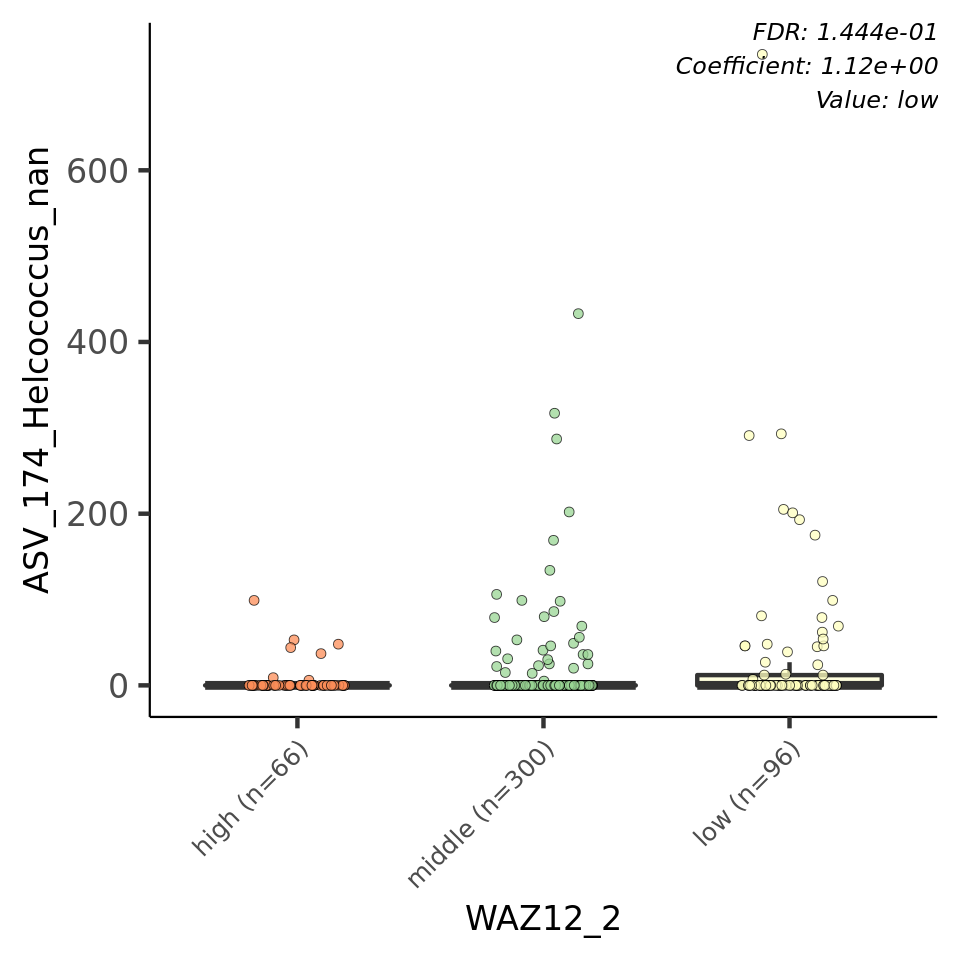 FDR: 1.444e-01
Coefficient: 1.12e+00
Value: low
ASV_174_Helcococcus_nan
600
400
200
0
high (n=66)
middle (n=300)
low (n=96)
WAZ12_2